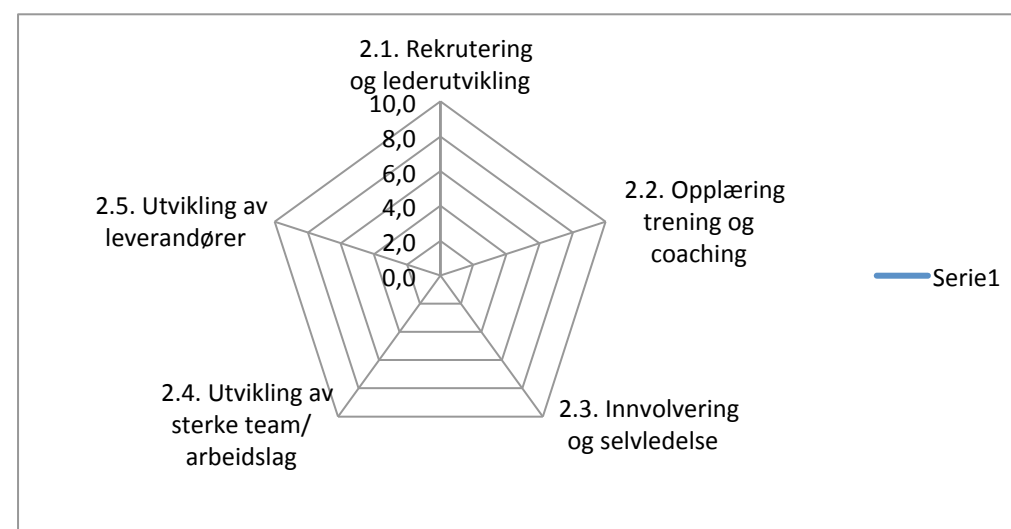 2.1. Rekrutering
og lederutvikling
10,0
8,0
6,0
4,0
2,0
0,0
2.2. Opplæring
trening og
coaching
2.3. Innvolvering
og selvledelse
2.4. Utvikling av
sterke team/
arbeidslag
2.5. Utvikling av
leverandører
Serie1